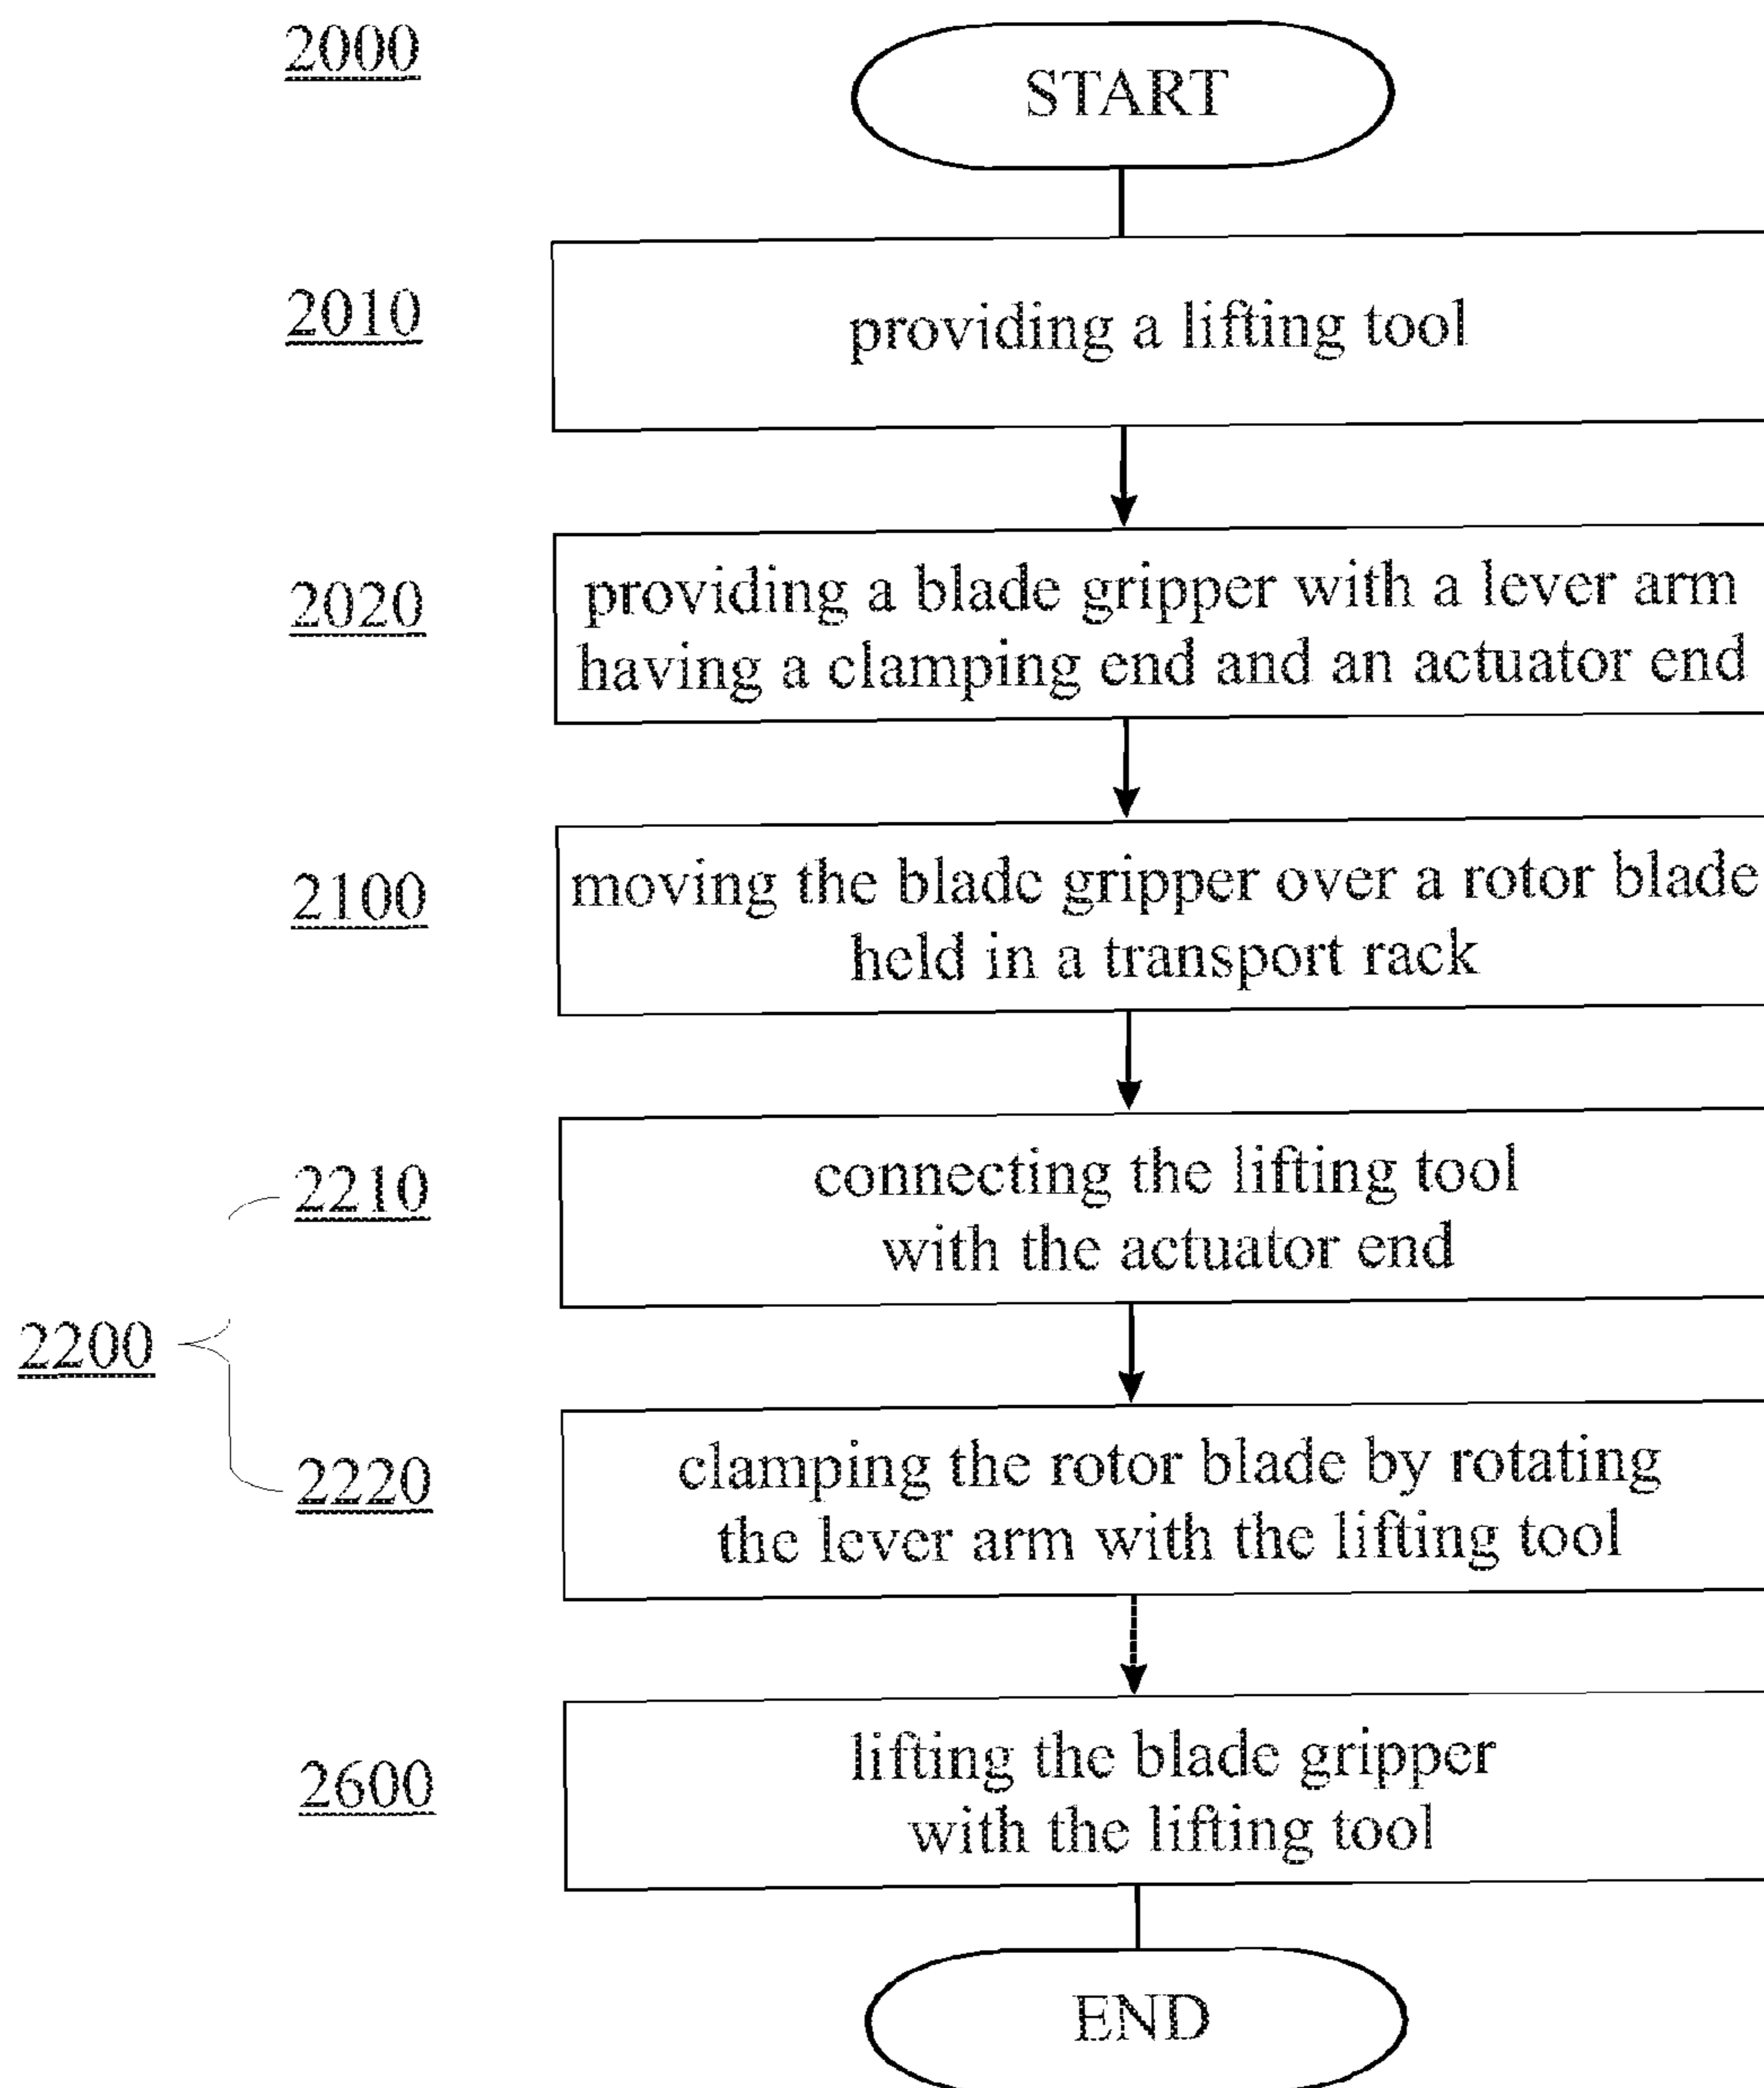 2000
START
2010
providing a lifting tool
2020
providing a blade gripper with a lever arm
having a clamping end and an actuator end
2100
moving the blade gripper over a rotor blade
held in a transport rack
2210
connecting the lifting tool
with the actuator end
2200
2220
clamping the rotor blade by rotating
the lever arm with the lifting tool
2600
lifting the blade gripper
with the lifting tool
END